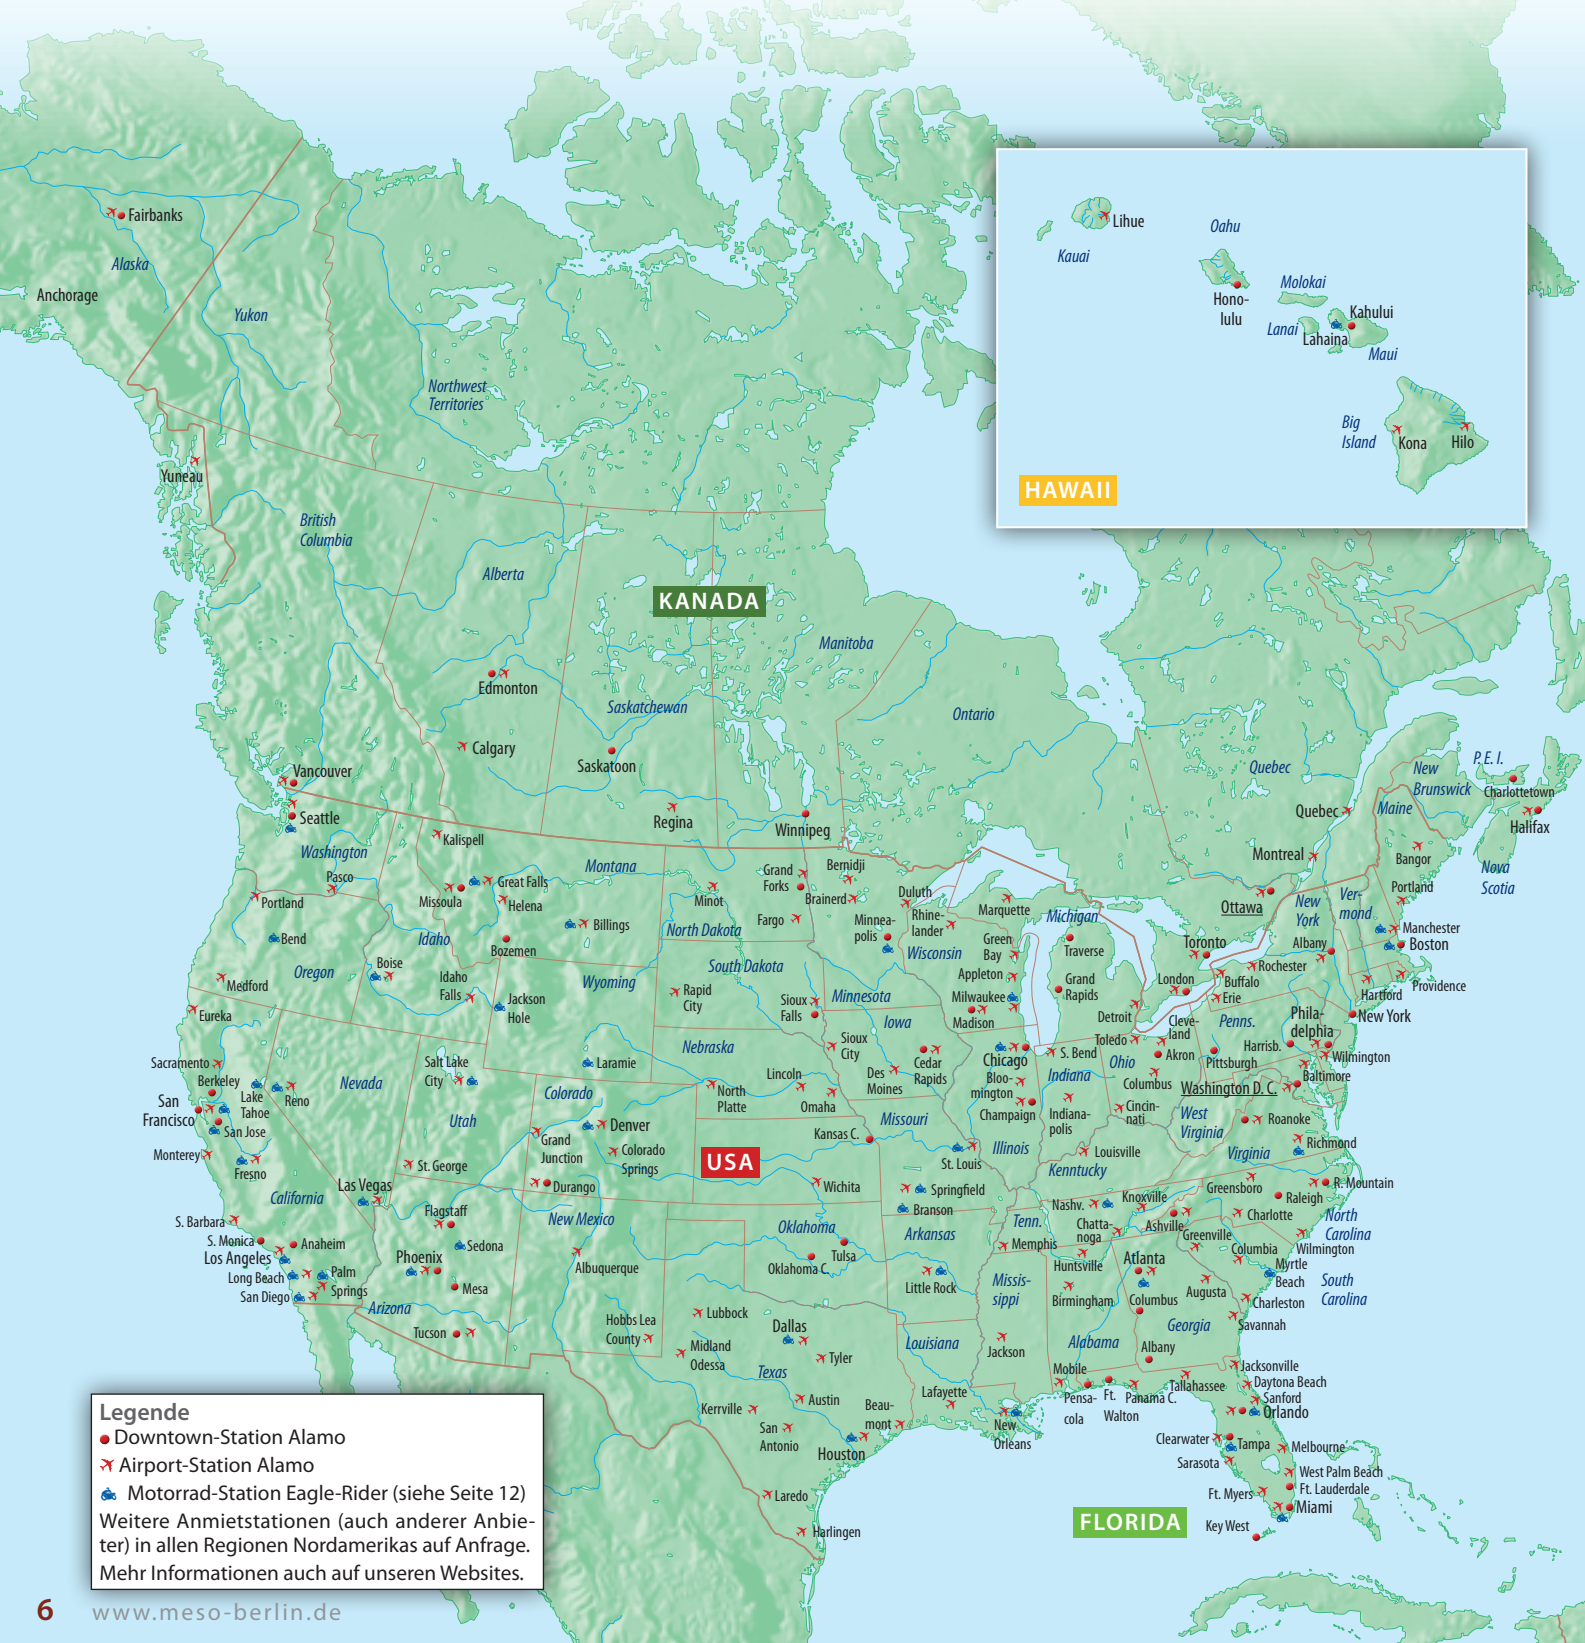 Fairbanks
Alaska
Anchorage
Yukon
Northwest
Territories
Yuneau
British
Columbia
Alberta
KANADA
Manitoba
Edmonton
Saskatchewan
Ontario
Calgary
Saskatoon
Vancouver
Regina
Winnipeg
Quebec
New
Brunswick
P. E. I.
Charlottetown
Quebec
Maine
Halifax
Montreal
Bangor
Nova
Scotia
Lihue
Kauai
Oahu
Hono-
lulu
Molokai
Lanai
Kahului
Lahaina
Maui
Big
Island
Kona
Hilo
HAWAII
Seattle
Washington
Kalispell
Pasco
Portland
Missoula
Great Falls
Helena
Montana
Billings
Bend
Idaho
Bozemen
Oregon
Boise
Idaho
Falls
Jackson
Hole
Wyoming
Medford
Eureka
Minot
North Dakota
Grand
Forks
Fargo
Bernidji
Brainerd
Duluth
Minnea-
polis
Rhine-
lander
Wisconsin
Marquette
Michigan
Green
Bay
Traverse
Appleton
Milwaukee
Madison
Grand
Rapids
South Dakota
Rapid
City
Sioux
Falls
Minnesota
Iowa
Ottawa
New
York
Ver-
mond
Portland
Toronto
Albany
Manchester
Boston
London
Buffalo
Rochester
Erie
Hartford
Providence
Detroit
Cleve-
land
Penns.
Phila-
delphia
New York
Sacramento
Berkeley
San
Francisco
Lake
Tahoe
Reno
San Jose
Monterey
Fresno
California
Nevada
Salt Lake
City
Utah
Laramie
Colorado
Denver
Grand
Junction
Colorado
Springs
Nebraska
North
Platte
Lincoln
Omaha
Sioux
City
Des
Moines
Cedar
Rapids
Chicago
S. Bend
Toledo
Akron
Ohio
Pittsburgh
Harrisb.
Wilmington
Baltimore
Washington D. C.
Bloo-
mington
Champaign
Indiana
Indiana-
polis
Columbus
Cincin-
nati
West
Virginia
Roanoke
Richmond
Virginia
Missouri
Kansas C.
St. Louis
Illinois
Louisville
Kenntucky
USA
St. George
Las Vegas
Durango
S. Barbara
S. Monica
Los Angeles
Anaheim
Long Beach
Palm
Springs
San Diego
Flagstaff
Sedona
Phoenix
Mesa
Arizona
Tucson
New Mexico
Albuquerque
Wichita
Springfield
Branson
Oklahoma
Tulsa
Oklahoma C.
Arkansas
Little Rock
Tenn.
Memphis
Nashv.
Knoxville
Chatta-
noga
Ashville
Greensboro
R. Mountain
Raleigh
Charlotte
North
Carolina
Greenville
Columbia
Wilmington
Myrtle
Beach
South
Carolina
Huntsville
Atlanta
Birmingham
Columbus
Augusta
Charleston
Savannah
Georgia
Missis-
sippi
Alabama
Albany
Jackson
Louisiana
Hobbs Lea
County
Lubbock
Midland
Odessa
Dallas
Tyler
Texas
Kerrville
Austin
San
Antonio
Beau-
mont
Houston
Lafayette
New
Orleans
Mobile
Pensa-
cola
Ft.
Walton
Panama C.
Tallahassee
Jacksonville
Daytona Beach
Sanford
Orlando
Clearwater
Tampa
Melbourne
Sarasota
West Palm Beach
Ft. Lauderdale
Ft. Myers
Miami
Key West
FLORIDA
Laredo
Harlingen
Legende
Downtown-Station Alamo
Airport-Station Alamo
Motorrad-Station Eagle-Rider (siehe Seite 12)
Weitere Anmietstationen (auch anderer Anbie-
ter) in allen Regionen Nordamerikas auf Anfrage.
Mehr Informationen auch auf unseren Websites.
6
www.meso-berlin.de